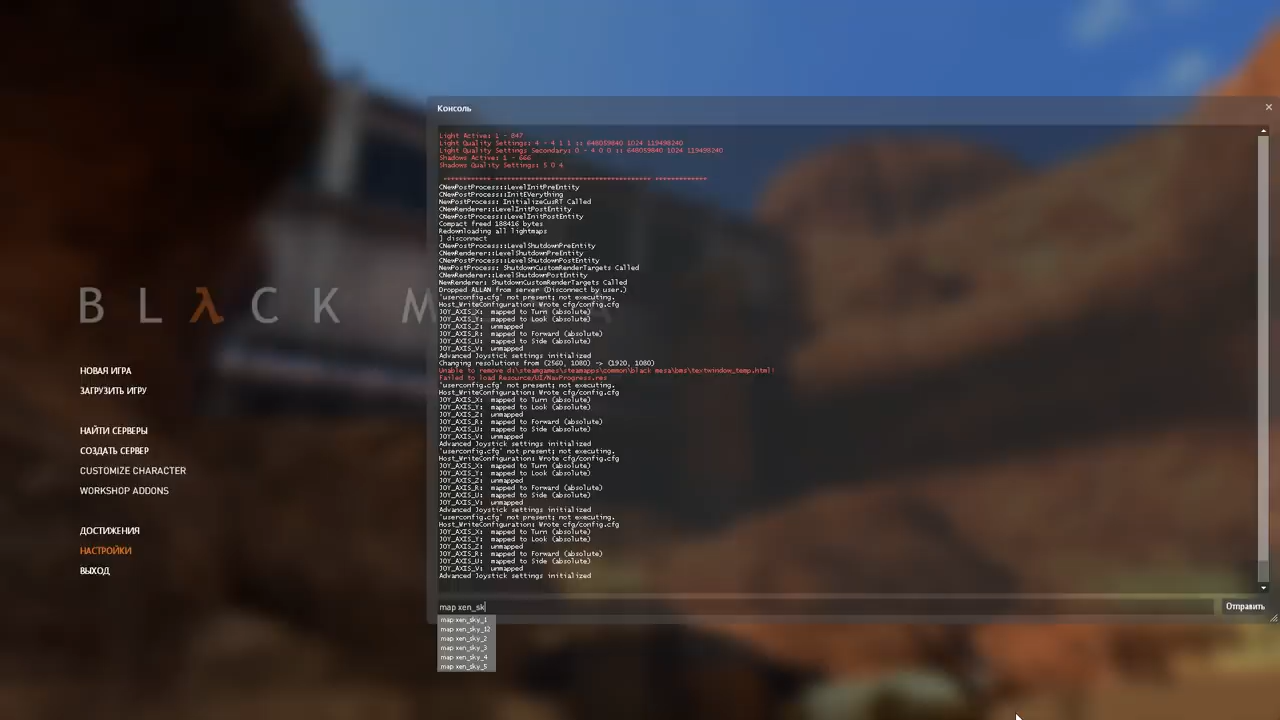 Консоль
Light Active: 1 - 847
Light Quality Settings: 4 - 4 1 1 :: 648059840 1024 119498240
Light Quality Settings Secondary: 0 - 4 0 0 :: 648059840 1024 119498240
Shadows Active: 1 - 666
Shadows Quality Settings: 5 0 4
CNewPostProcess::LevelInitPreEntity
CNewPostProcess::InitEVerything
NewPostProcess: InitializeCusRT Called
CNewRenderer::LevelInitPostEntity
CNewPostProcess::LevelInitPostEntity
Compact freed 188416 bytes
Redownloading all lightmaps
] disconnect
CNewPostProcess::LevelShutdownPreEntity
CNewRenderer::LevelShutdownPreEntity
CNewPostProcess::LevelShutdownPostEntity
NewPostProcess: ShutdownCustomRenderTargets Called
CNewRenderer::LevelShutdownPostEntity
NewRenderer: ShutdownCustomRenderTargets Called
Dropped ALLAN from server (Disconnect by user.)
'userconfig.cfg' not present; not executing.
Host_WriteConfiguration: Wrote cfg/config.cfg
JOY_AXIS_X: mapped to Turn (absolute)
JOY_AXIS_Y: mapped to Look (absolute)
JOY_AXIS_Z: unmapped
JOY_AXIS_R: mapped to Forward (absolute)
JOY_AXIS_U: mapped to Side (absolute)
JOY_AXIS_V: unmapped
Advanced Joystick settings initialized
Changing resolutions from (2560, 1080) -> (1920, 1080)
Unable to remove d:\steamgames\steamapps\common\black mesa\bms\textwindow_temp.html!
Failed to load Resource/UI/NavProgress.res
'userconfig.cfg' not present; not executing.
Host_WriteConfiguration: Wrote cfg/config.cfg
JOY_AXIS_X: mapped to Turn (absolute)
JOY_AXIS_Y: mapped to Look (absolute)
JOY_AXIS_Z: unmapped
JOY_AXIS_R: mapped to Forward (absolute)
JOY_AXIS_U: mapped to Side (absolute)
JOY_AXIS_V: unmapped
Advanced Joystick settings initialized
'userconfig.cfg' not present; not executing.
Host_WriteConfiguration: Wrote cfg/config.cfg
JOY_AXIS_X: mapped to Turn (absolute)
JOY_AXIS_Y: mapped to Look (absolute)
JOY_AXIS_Z: unmapped
JOY_AXIS_R: mapped to Forward (absolute)
JOY_AXIS_U: mapped to Side (absolute)
JOY_AXIS_V: unmapped
Advanced Joystick settings initialized
'userconfig.cfg' not present; not executing.
Host_WriteConfiguration: Wrote cfg/config.cfg
JOY_AXIS_X: mapped to Turn (absolute)
JOY_AXIS_Y: mapped to Look (absolute)
JOY_AXIS_Z: unmapped
JOY_AXIS_R: mapped to Forward (absolute)
JOY_AXIS_U: mapped to Side (absolute)
JOY_AXIS_V: unmapped
Advanced Joystick settings initialized
map xen_sk
Отправить
map xen_sky_1
map xen_sky_12
map xen_sky_2
map xen_sky_3
map xen_sky_4
map xen_sky_5
BLλCK M
НОВАЯ ИГРА
ЗАГРУЗИТЬ ИГРУ
НАЙТИ СЕРВЕРЫ
СОЗДАТЬ СЕРВЕР
CUSTOMIZE CHARACTER
WORKSHOP ADDONS
ДОСТИЖЕНИЯ
НАСТРОЙКИ
ВЫХОД